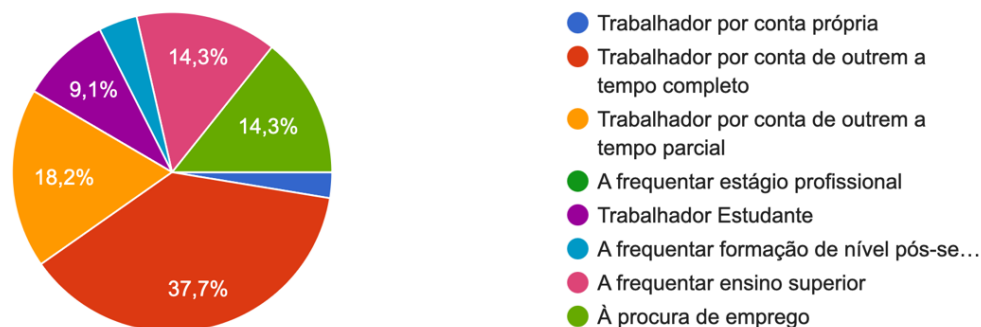 14,3%
9,1%
14,3%
18,2%
37,7%
Trabalhador por conta própria
Trabalhador por conta de outrem a
tempo completo
Trabalhador por conta de outrem a
tempo parcial
A frequentar estágio profissional
Trabalhador Estudante
A frequentar formação de nível pós-se…
A frequentar ensino superior
À procura de emprego